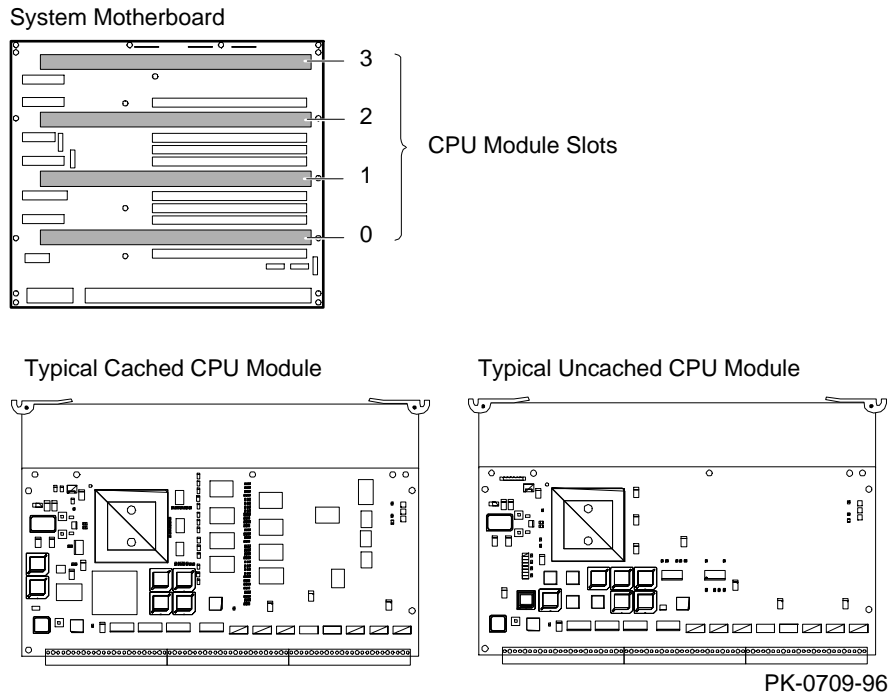 System Motherboard
3
2
CPU Module Slots
1
0
Typical Cached CPU Module
Typical Uncached CPU Module
PK-0709-96